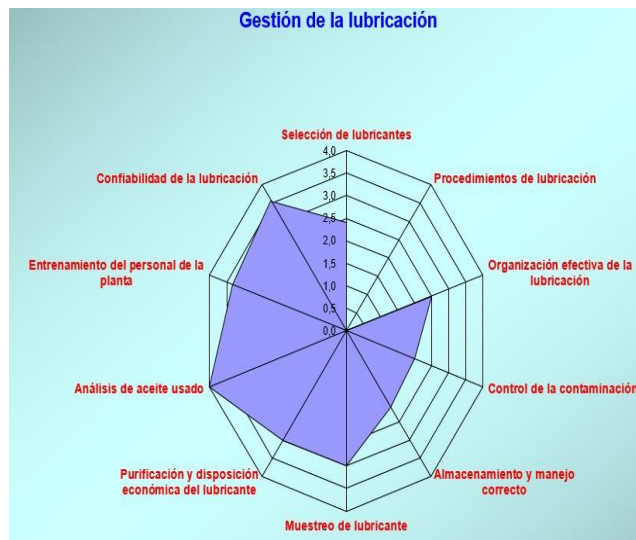 Gestión de la lubricación
Selección de lubricantes
4,0
3,5
3,0
2,5
2,0
1,5
1,0
0,5
0,0
Procedimientos de lubricación
Organización efectiva de la
lubricación
Control de la contaminación
Almacenamiento y manejo
correcto
Muestreo de lubricante
Purificación y disposición
económica del lubricante
Análisis de aceite usado
Entrenamiento del personal de la
planta
Confiabilidad de la lubricación